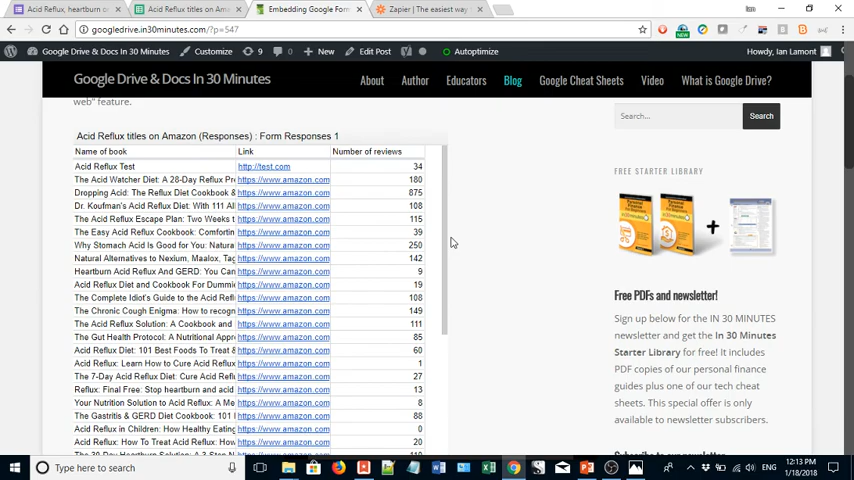 Acid Reflux, heartburn o
Acid Reflux titles on Amazon
Embedding Google Form
Zapier | The easiest way
Ian
googledrive.in30minutes.com/?p=547
Google Drive & Docs In 30 Minutes
Customize
9
New
Edit Post
Autoptimize
Howdy, Ian Lamont
Google Drive & Docs In 30 Minutes
About
Author
Educators
Blog
Google Cheat Sheets
Video
What is Google Drive?
web" feature.
Search...
Search
Acid Reflux titles on Amazon (Responses) : Form Responses 1
Name of book Link Number of reviews
Acid Reflux Test http://test.com 34
The Acid Watcher Diet: A 28-Day Reflux Pr https://www.amazon.com 180
Dropping Acid: The Reflux Diet Cookbook & https://www.amazon.com 875
Dr. Koufman's Acid Reflux Diet: With 111 All https://www.amazon.com 108
The Acid Reflux Escape Plan: Two Weeks t https://www.amazon.com 115
The Easy Acid Reflux Cookbook: Comfortin https://www.amazon.com 39
Why Stomach Acid Is Good for You: Natura https://www.amazon.com 250
Natural Alternatives to Nexium, Maalox, Tag https://www.amazon.com 142
Heartburn Acid Reflux And GERD: You Can https://www.amazon.com 9
Acid Reflux Diet and Cookbook For Dummie https://www.amazon.com 19
The Complete Idiot's Guide to the Acid Refl https://www.amazon.com 108
The Chronic Cough Enigma: How to recogn https://www.amazon.com 149
The Acid Reflux Solution: A Cookbook and https://www.amazon.com 111
The Gut Health Protocol: A Nutritional Appr https://www.amazon.com 85
Acid Reflux Diet: 101 Best Foods To Treat & https://www.amazon.com 60
Acid Reflux: Learn How to Cure Acid Reflux https://www.amazon.com 1
The 7-Day Acid Reflux Diet: Cure Acid Refl https://www.amazon.com 27
Reflux: Final Free: Stop heartburn and acid https://www.amazon.com 13
Your Nutrition Solution to Acid Reflux: A Me https://www.amazon.com 8
The Gastritis & GERD Diet Cookbook: 101 https://www.amazon.com 88
Acid Reflux in Children: How Healthy Eating https://www.amazon.com 0
Acid Reflux: How To Treat Acid Reflux: How https://www.amazon.com 20
The 30 Day Heartburn Solution: A 3-Step N https://www.amazon.com 119
FREE STARTER LIBRARY
Free PDFs and newsletter!
Sign up below for the IN 30 MINUTES
newsletter and get the In 30 Minutes
Starter Library for free! It includes
PDF copies of our personal finance
guides plus one of our tech cheat
sheets. This special offer is only
available to newsletter subscribers.
Type here to search
ENG
12:13 PM
1/18/2018